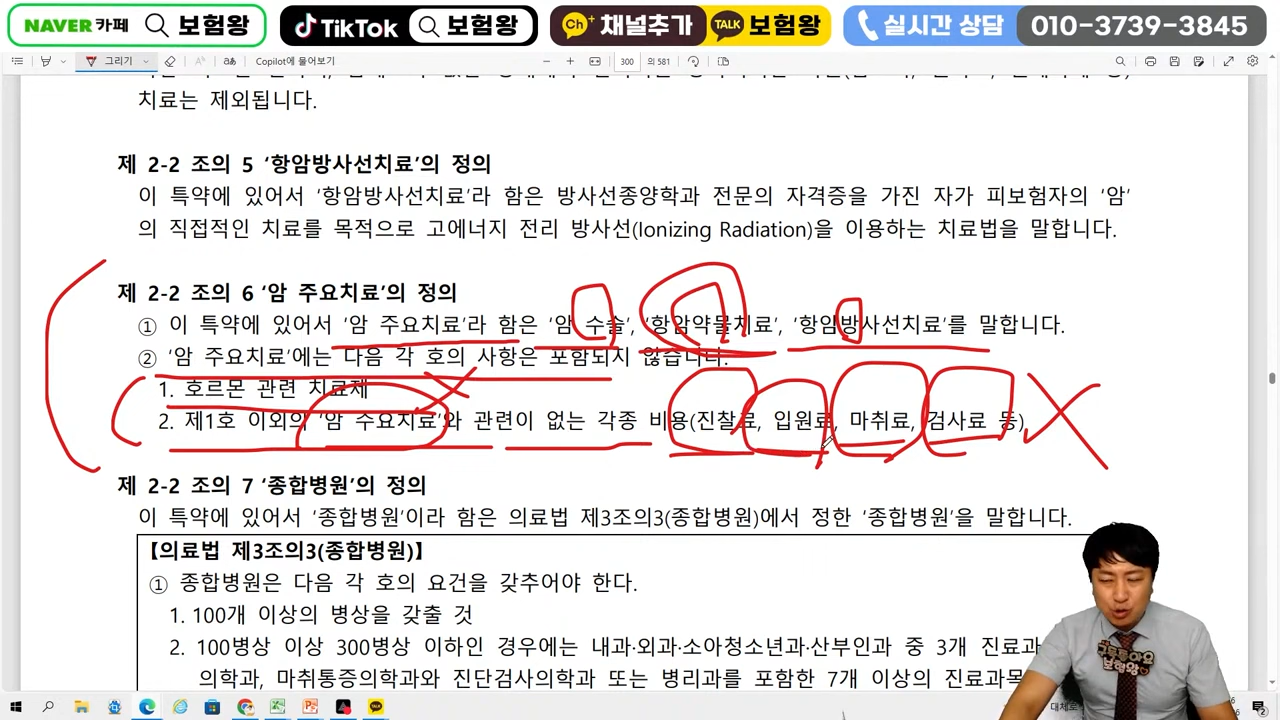 NAVER 카페 보험왕 TikTok 보험왕 Ch+ 채널추가 TALK 보험왕 실시간 상담 010-3739-3845
그리기 aあ Copilot에 물어보기 300 의 581
치료는 제외됩니다.
제 2-2 조의 5 ‘항암방사선치료’의 정의
이 특약에 있어서 ‘항암방사선치료’라 함은 방사선종양학과 전문의 자격증을 가진 자가 피보험자의 ‘암‘
의 직접적인 치료를 목적으로 고에너지 전리 방사선(Ionizing Radiation)을 이용하는 치료법을 말합니다.
제 2-2 조의 6 ‘암 주요치료’의 정의
① 이 특약에 있어서 ‘암 주요치료’라 함은 ‘암 수술’, ‘항암약물치료’, ‘항암방사선치료’를 말합니다.
② ‘암 주요치료’에는 다음 각 호의 사항은 포함되지 않습니다.
1. 호르몬 관련 치료제
2. 제1호 이외의 ‘암 주요치료’와 관련이 없는 각종 비용(진찰료, 입원료, 마취료, 검사료 등)
제 2-2 조의 7 ‘종합병원’의 정의
이 특약에 있어서 ‘종합병원’이라 함은 의료법 제3조의3(종합병원)에서 정한 ‘종합병원’을 말합니다.
【의료법 제3조의3(종합병원)】
① 종합병원은 다음 각 호의 요건을 갖추어야 한다.
1. 100개 이상의 병상을 갖출 것
2. 100병상 이상 300병상 이하인 경우에는 내과·외과·소아청소년과·산부인과 중 3개 진료과
의학과, 마취통증의학과와 진단검사의학과 또는 병리과를 포함한 7개 이상의 진료과목
보험왕
대체로